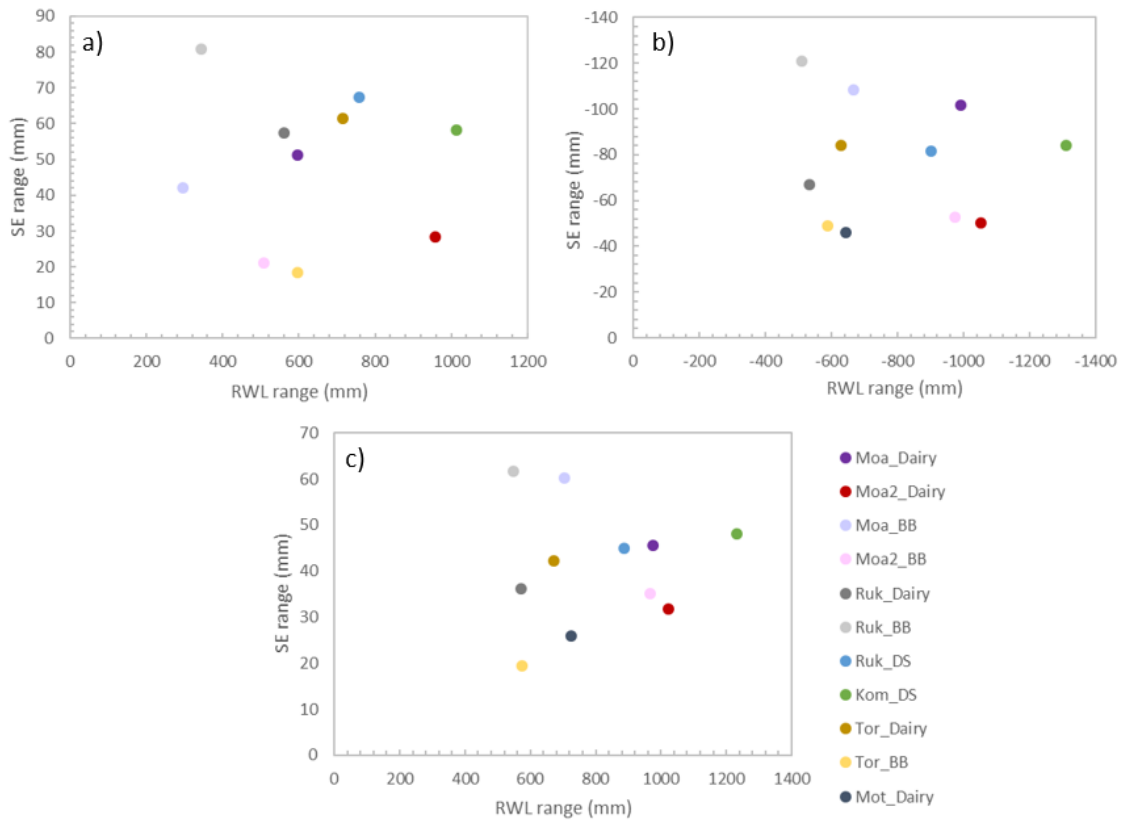 a)
SE range (mm)
90
80
70
60
50
40
30
20
10
0
0 200 400 600 800 1000 1200
RWL range (mm)
b)
SE range (mm)
-140
-120
-100
-80
-60
-40
-20
0
0 -200 -400 -600 -800 -1000 -1200 -1400
RWL range (mm)
c)
SE range (mm)
70
60
50
40
30
20
10
0
0 200 400 600 800 1000 1200 1400
RWL range (mm)
Moa_Dairy
Moa2_Dairy
Moa_BB
Moa2_BB
Ruk_Dairy
Ruk_BB
Ruk_DS
Kom_DS
Tor_Dairy
Tor_BB
Mot_Dairy